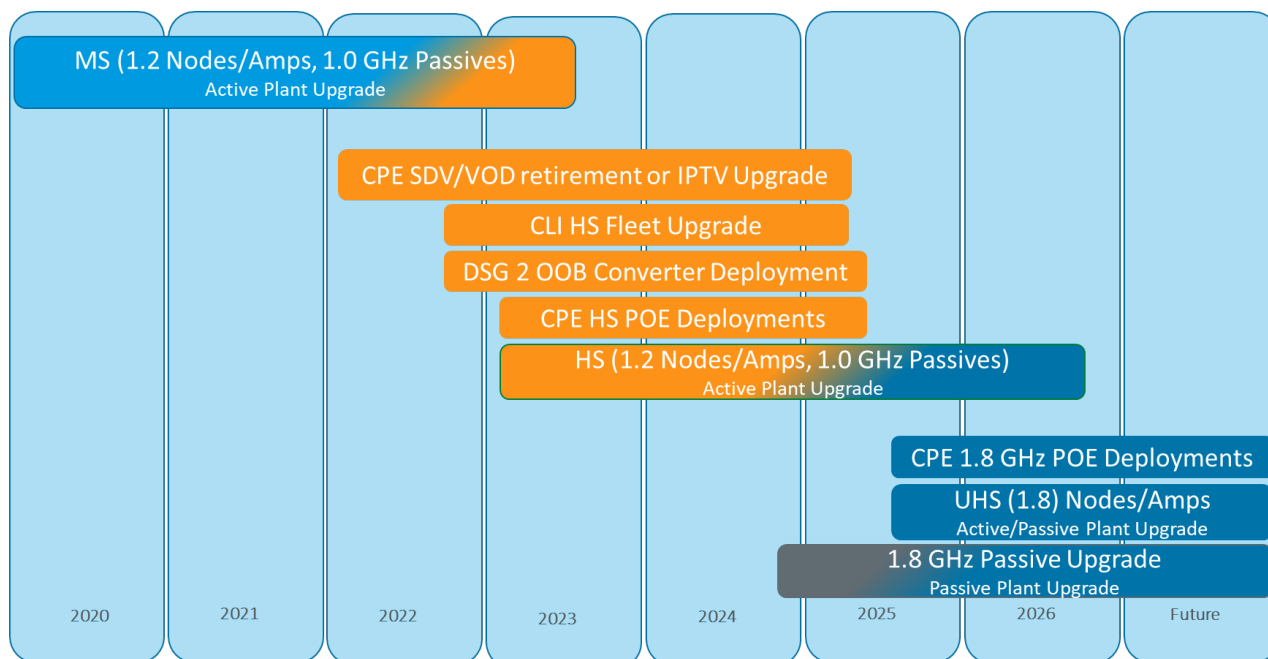 MS (1.2 Nodes/Amps, 1.0 GHz Passives)
Active Plant Upgrade
CPE SDV/VOD retirement or IPTV Upgrade
CLI HS Fleet Upgrade
DSG 2 OOB Converter Deployment
CPE HS POE Deployments
HS (1.2 Nodes/Amps, 1.0 GHz Passives)
Active Plant Upgrade
CPE 1.8 GHz POE Deployments
UHS (1.8) Nodes/Amps
Active/Passive Plant Upgrade
1.8 GHz Passive Upgrade
Passive Plant Upgrade
2020 2021 2022 2023 2024 2025 2026 Future